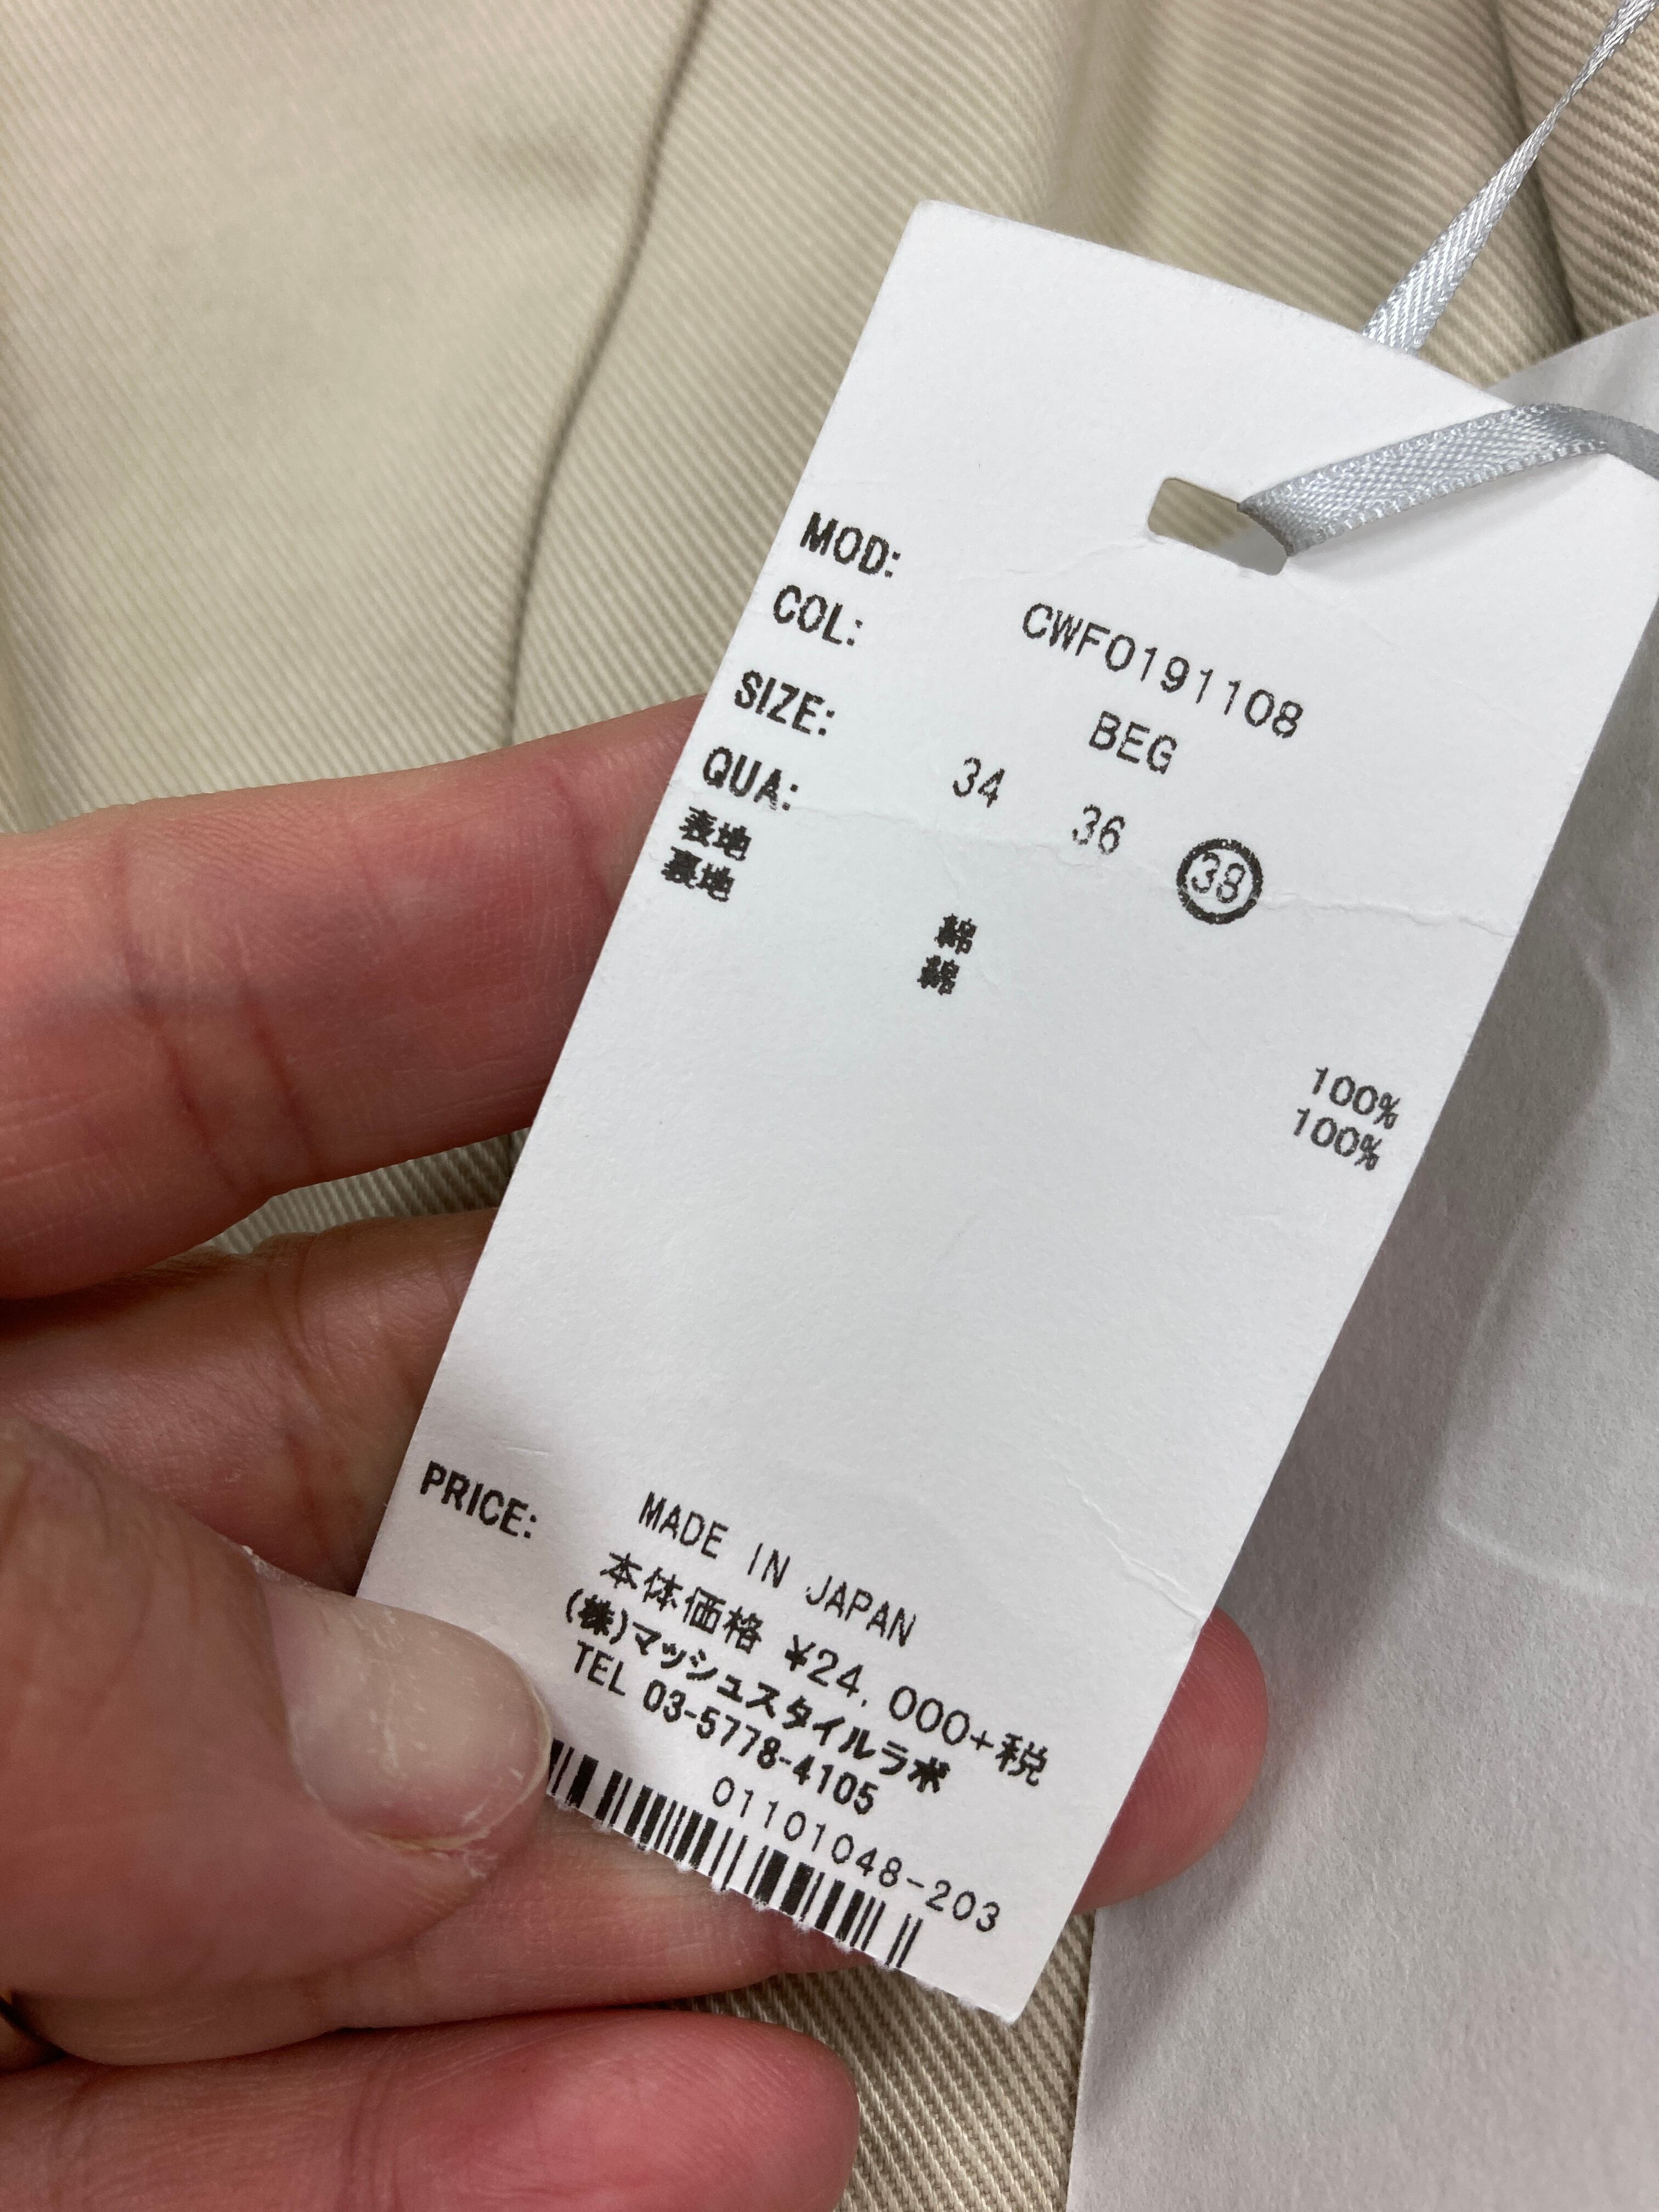 MOD: CWFO191108
COL: BEG
SIZE: 34 36 38
QUA:
表地 綿 100%
裏地 綿 100%
MADE IN JAPAN
PRICE: 本体価格 ¥24,000+税
(株)マッシュスタイルラボ
TEL 03-5778-4105
01101048-203